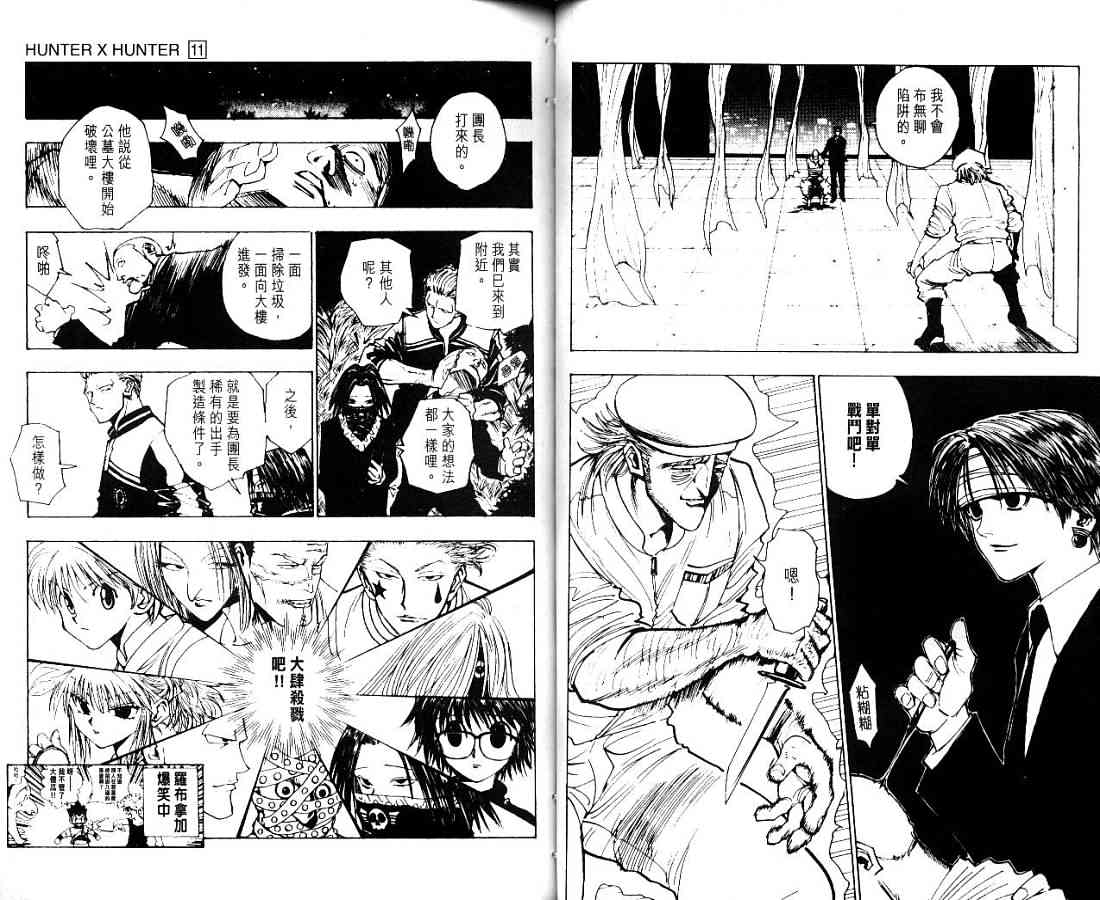 HUNTER X HUNTER 11
我不會
布無聊
陷阱的。
單對單
戰鬥吧！
嗯！
粘糊糊
團長
打來的。
他說從
公墓大樓開始
破壞哩。
其實
我們已來到
附近。
其他人
呢？
大家的想法
都一樣哩。
一面
掃除垃圾，
一面向大樓
進發。
咚啪
之後，
就是要為團長
稀有的出手
製造條件了。
怎樣做？
大肆殺戮
吧!!
羅布拿加
爆笑中
大傻瓜!!